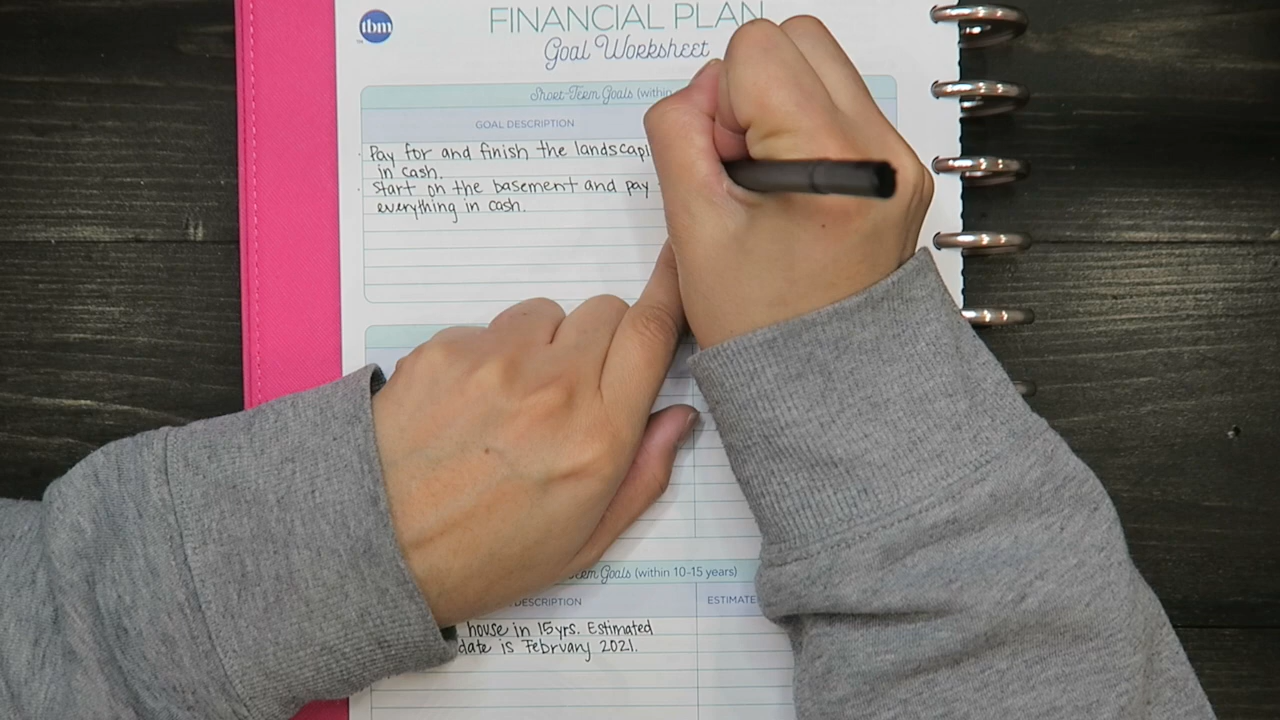 tbm
FINANCIAL PLAN
Goal Worksheet
Short-Term Goals (within
GOAL DESCRIPTION
Pay for and finish the landscapi
in cash.
Start on the basement and pay
everything in cash.
Goals (within 10-15 years)
DESCRIPTION
ESTIMATE
house in 15yrs. Estimated
date is February 2021.